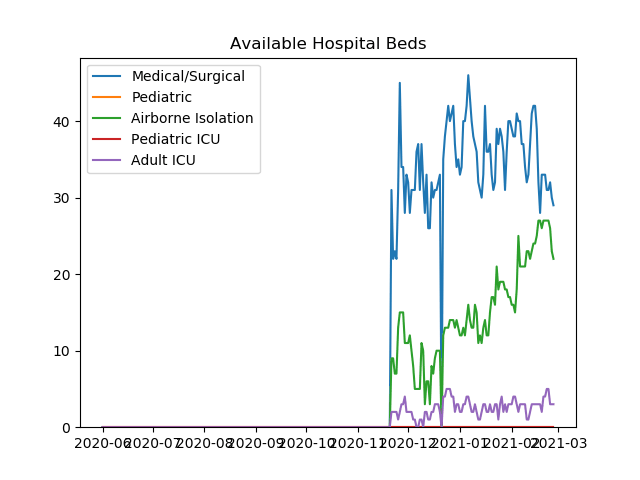 Available Hospital Beds
Medical/Surgical
Pediatric
Airborne Isolation
Pediatric ICU
Adult ICU
40
30
20
10
0
2020-06 2020-07 2020-08 2020-09 2020-10 2020-11 2020-12 2021-01 2021-02 2021-03